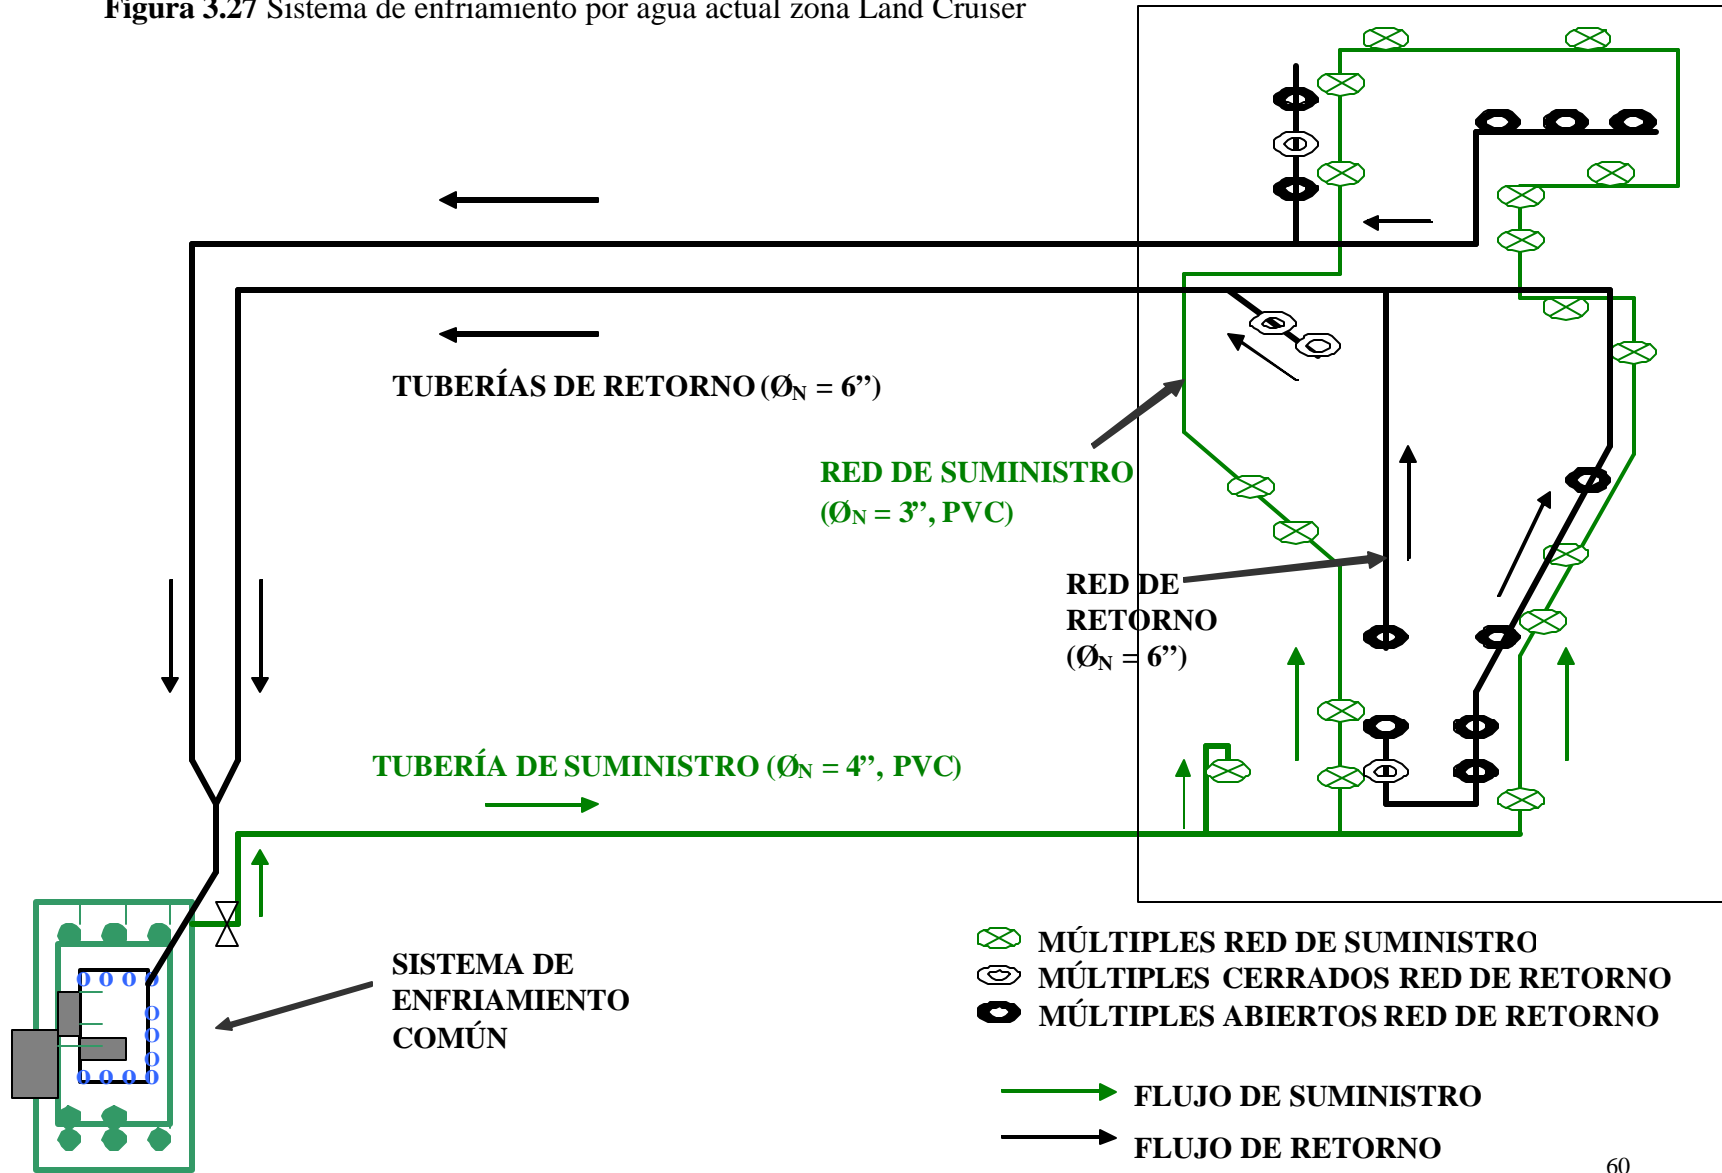 Figura 3.27 Sistema de enfriamiento por agua actual zona Land Cruiser
TUBERÍAS DE RETORNO (ØN = 6”)
RED DE SUMINISTRO
(ØN = 3”, PVC)
RED DE
RETORNO
(ØN = 6”)
TUBERÍA DE SUMINISTRO (ØN = 4”, PVC)
SISTEMA DE
ENFRIAMIENTO
COMÚN
MÚLTIPLES RED DE SUMINISTRO
MÚLTIPLES CERRADOS RED DE RETORNO
MÚLTIPLES ABIERTOS RED DE RETORNO
FLUJO DE SUMINISTRO
FLUJO DE RETORNO
60